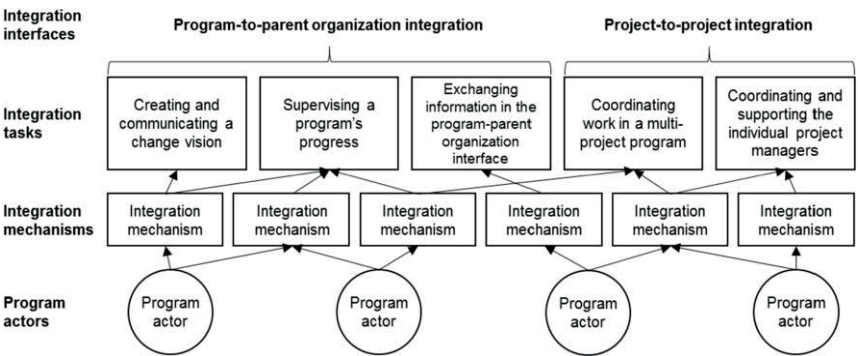 Integration
interfaces
Program-to-parent organization integration
Project-to-project integration
Integration
tasks
Creating and
communicating a
change vision
Supervising a
program's
progress
Exchanging
information in the
program-parent
organization
interface
Coordinating
work in a multi-
project program
Coordinating and
supporting the
individual project
managers
Integration
mechanisms
Integration
mechanism
Integration
mechanism
Integration
mechanism
Integration
mechanism
Integration
mechanism
Integration
mechanism
Program
actors
Program
actor
Program
actor
Program
actor
Program
actor